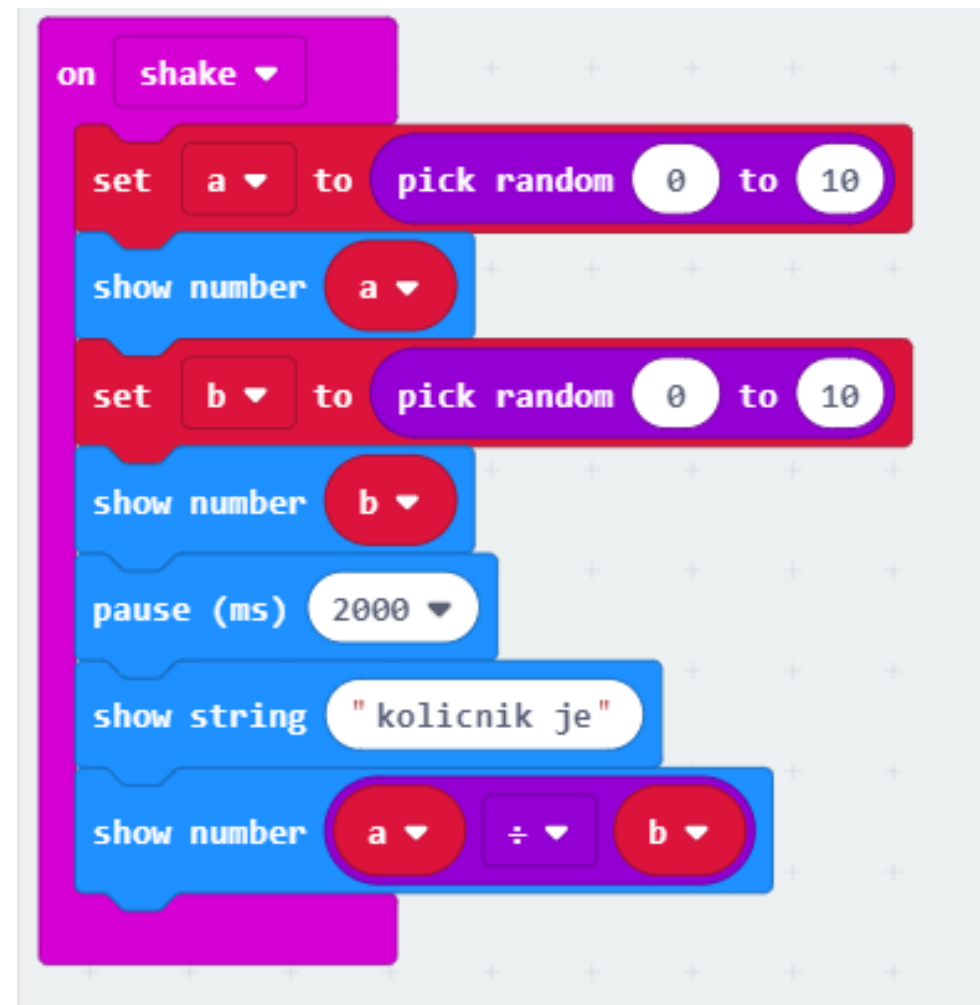 on shake
set a to pick random 0 to 10
show number a
set b to pick random 0 to 10
show number b
pause (ms) 2000
show string "kolicnik je"
show number a ÷ b